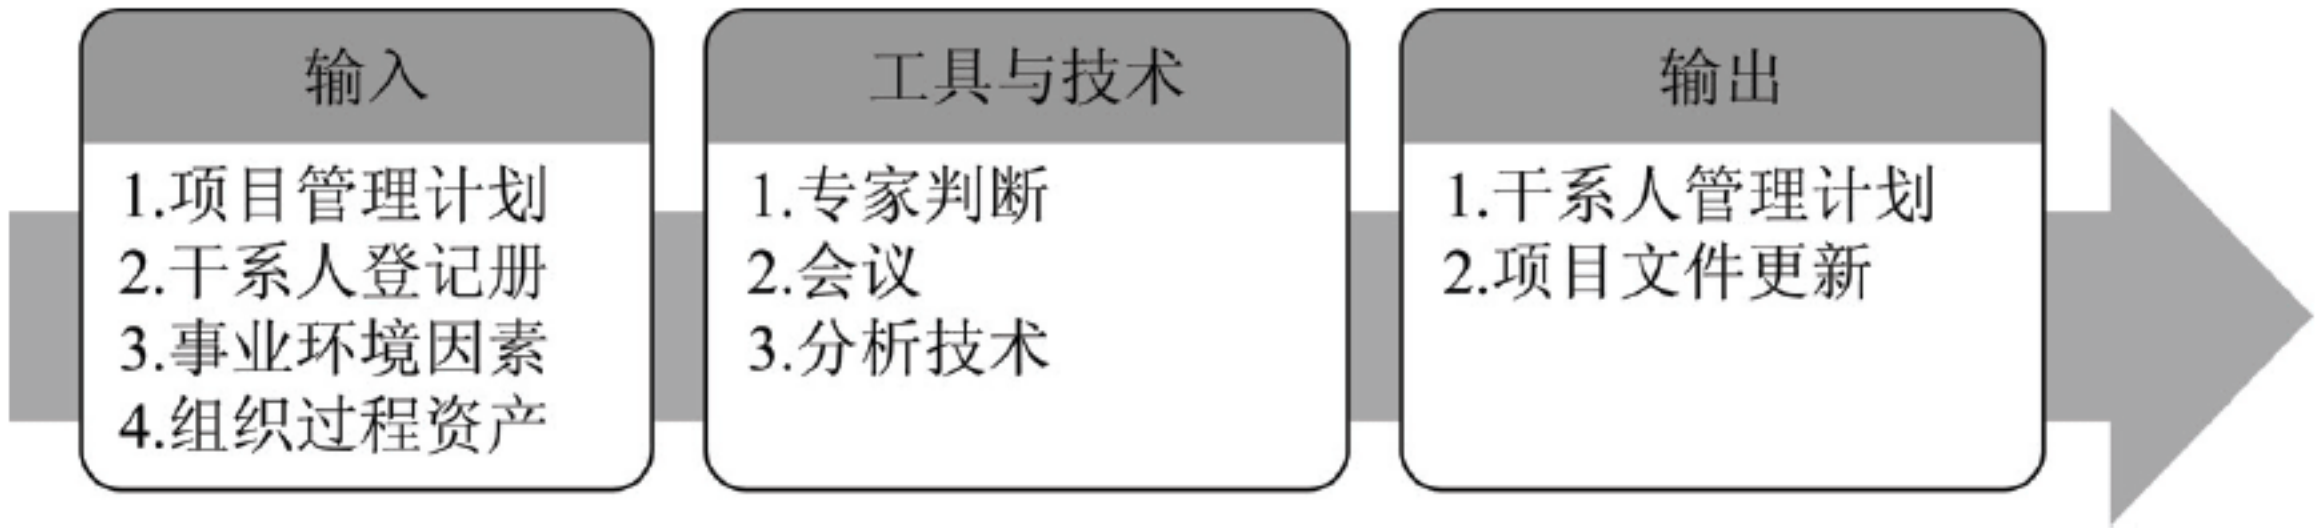 输入
1.项目管理计划
2.干系人登记册
3.事业环境因素
4.组织过程资产
工具与技术
1.专家判断
2.会议
3.分析技术
输出
1.干系人管理计划
2.项目文件更新